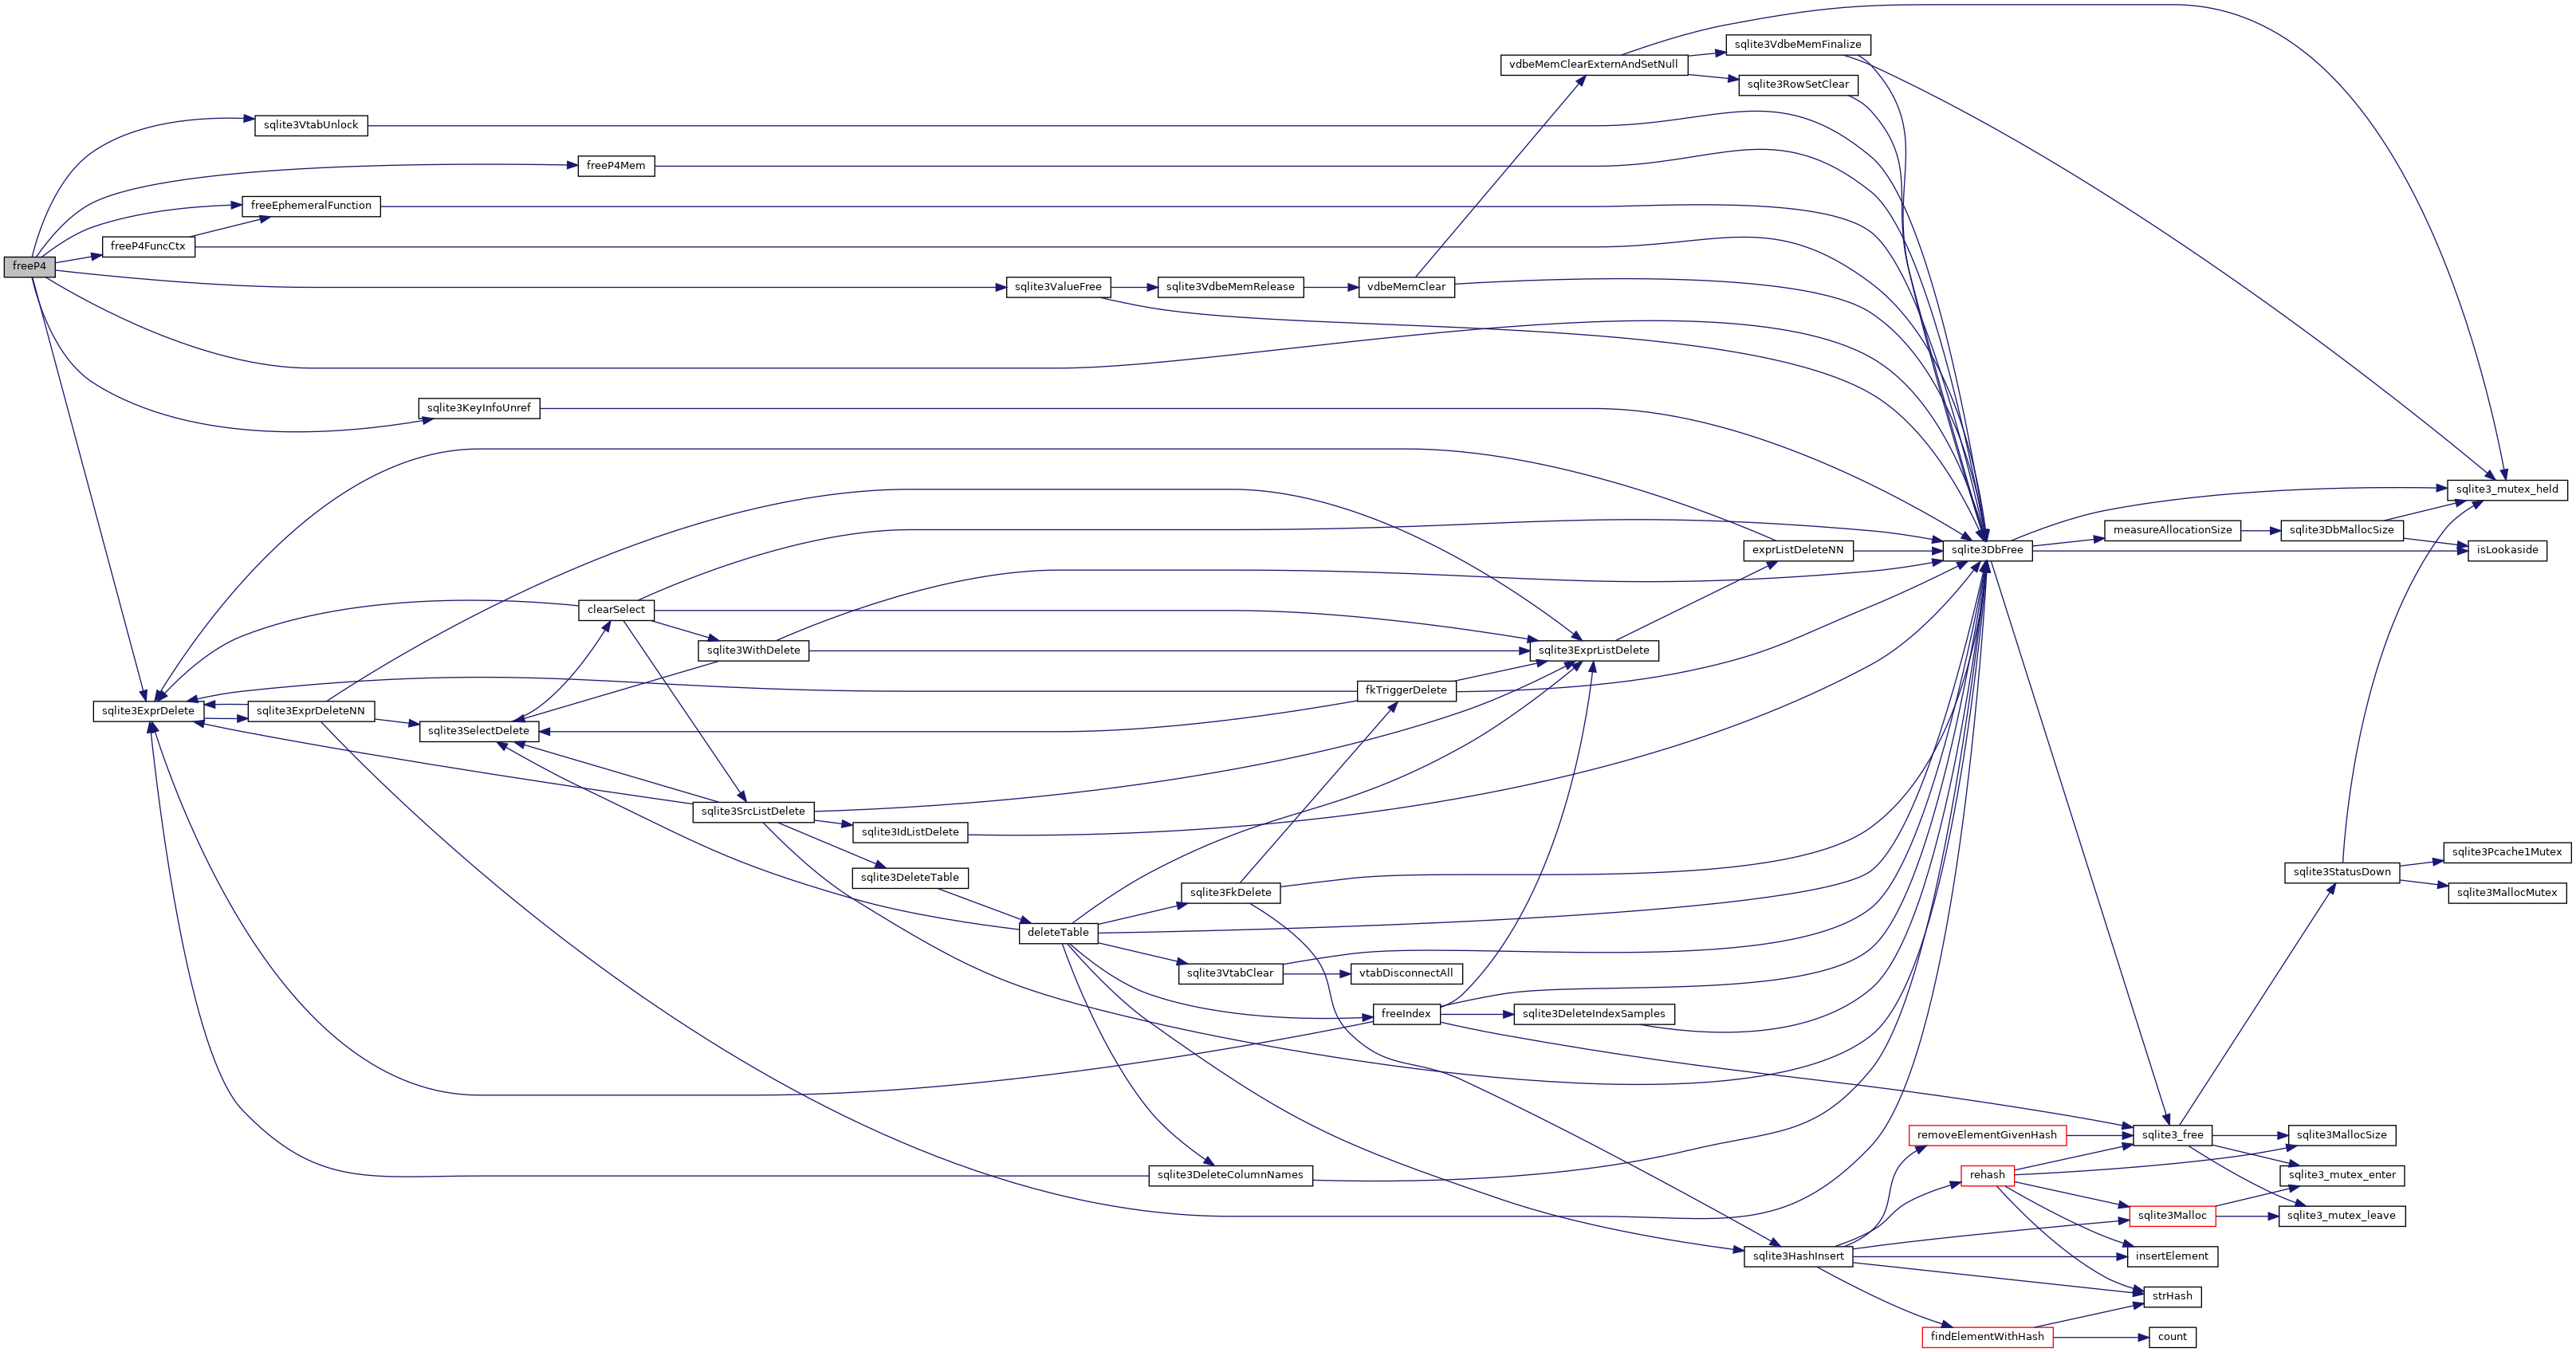 sqlite3VdbeMemFinalize
vdbeMemClearExternAndSetNull
sqlite3RowSetClear
sqlite3VtabUnlock
freeP4Mem
freeEphemeralFunction
freeP4FuncCtx
freeP4
sqlite3ValueFree
sqlite3VdbeMemRelease
vdbeMemClear
sqlite3KeyInfoUnref
sqlite3_mutex_held
measureAllocationSize
sqlite3DbMallocSize
exprListDeleteNN
sqlite3DbFree
isLookaside
clearSelect
sqlite3WithDelete
sqlite3ExprListDelete
fkTriggerDelete
sqlite3ExprDelete
sqlite3ExprDeleteNN
sqlite3SelectDelete
sqlite3SrcListDelete
sqlite3IdListDelete
sqlite3Pcache1Mutex
sqlite3StatusDown
sqlite3DeleteTable
sqlite3FkDelete
sqlite3MallocMutex
deleteTable
sqlite3VtabClear
vtabDisconnectAll
freeIndex
sqlite3DeleteIndexSamples
removeElementGivenHash
sqlite3_free
sqlite3MallocSize
sqlite3DeleteColumnNames
rehash
sqlite3_mutex_enter
sqlite3Malloc
sqlite3_mutex_leave
sqlite3HashInsert
insertElement
strHash
findElementWithHash
count